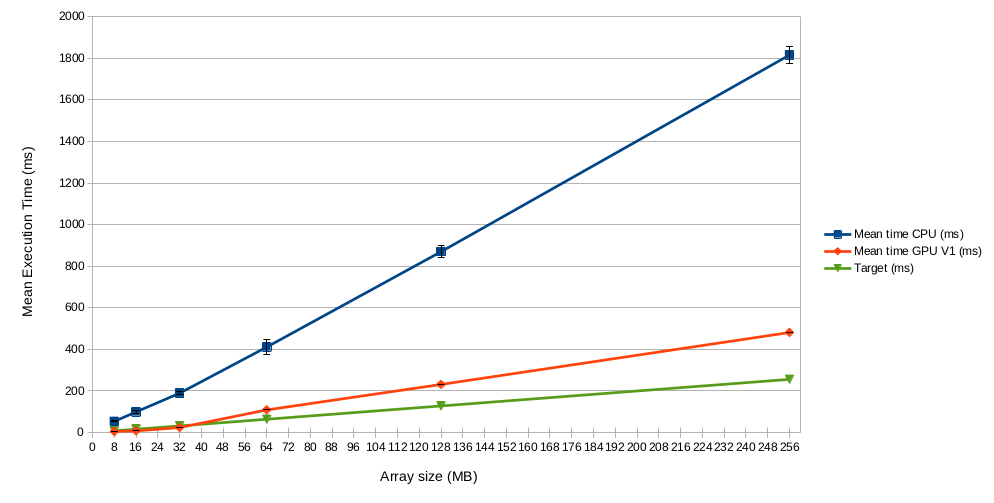 2000
1800
1600
1400
1200
1000
800
600
400
200
0
Mean Execution Time (ms)
Mean time CPU (ms)
Mean time GPU V1 (ms)
Target (ms)
0 8 16 24 32 40 48 56 64 72 80 88 96 104 112 120 128 136 144 152 160 168 176 184 192 200 208 216 224 232 240 248 256
Array size (MB)